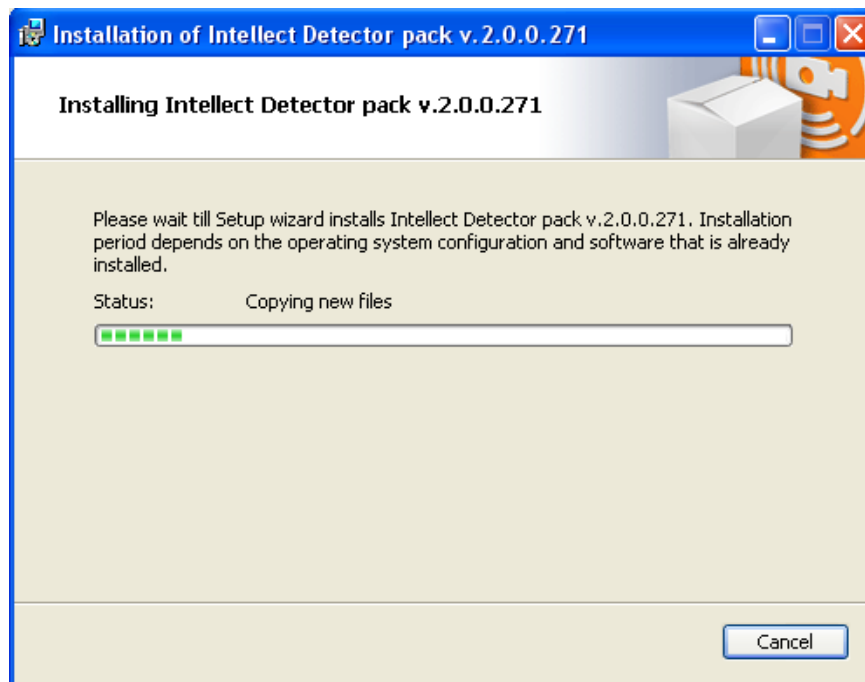 Installation of Intellect Detector pack v.2.0.0.271
Installing Intellect Detector pack v.2.0.0.271
Please wait till Setup wizard installs Intellect Detector pack v.2.0.0.271. Installation
period depends on the operating system configuration and software that is already
installed.
Status: Copying new files
Cancel